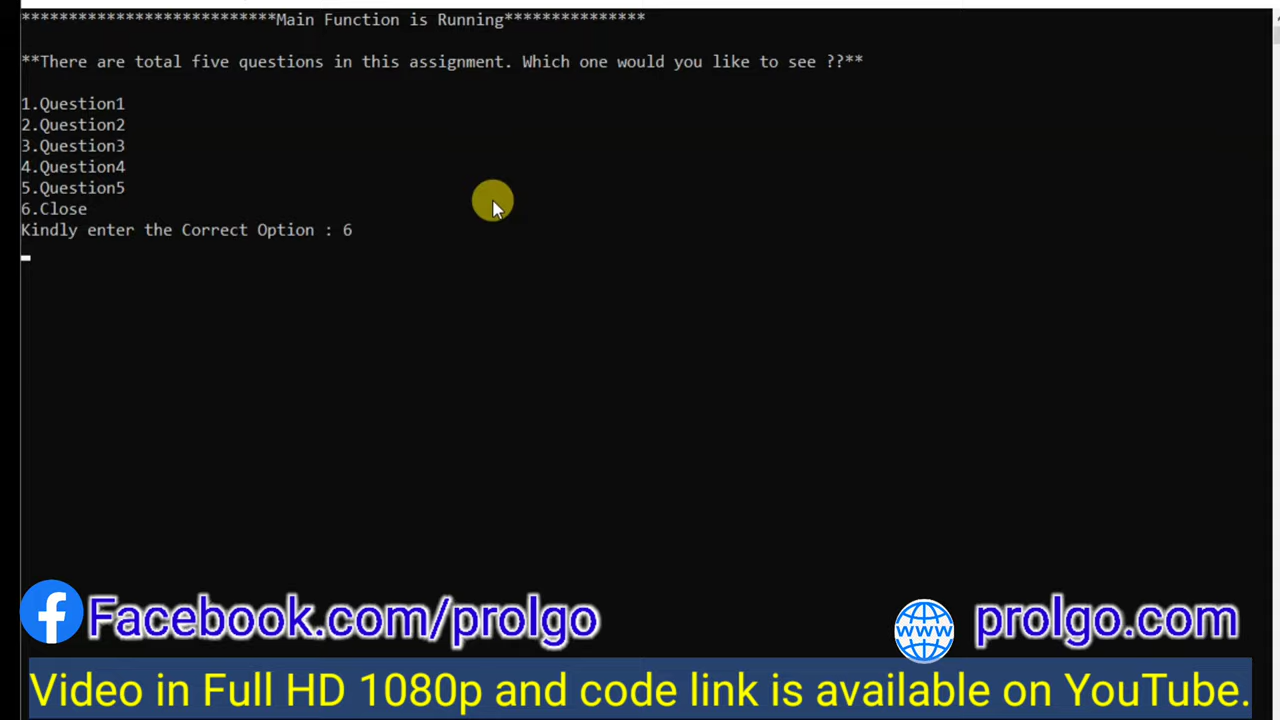 ***************************Main Function is Running***************
**There are total five questions in this assignment. Which one would you like to see ??**
1.Question1
2.Question2
3.Question3
4.Question4
5.Question5
6.Close
Kindly enter the Correct Option : 6
Facebook.com/prolgo
www prolgo.com
Video in Full HD 1080p and code link is available on YouTube.